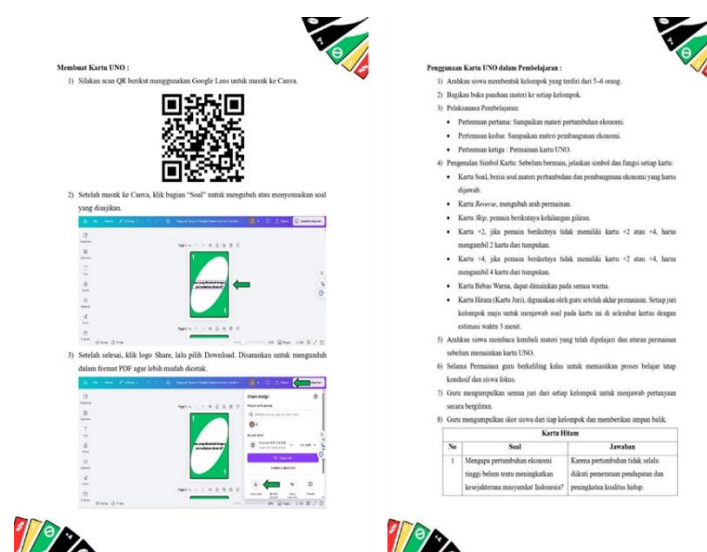 Membuat Kartu UNO :
1) Silakan scan QR berikut menggunakan Google Lens untuk masuk ke Canva.
2) Setelah masuk ke Canva, klik bagian "Soal" untuk mengubah atau menyesuaikan soal
yang disajikan.
3) Setelah selesai, klik logo Share, lalu pilih Download. Disarankan untuk mengunduh
dalam format PDF agar lebih mudah dicetak.
Share design
Penggunaan Kartu UNO dalam Pembelajaran :
1) Arahkan siswa membentuk kelompok yang terdiri dari 5–6 orang.
2) Bagikan buku panduan materi ke setiap kelompok.
3) Pelaksanaan Pembelajaran:
• Pertemuan pertama: Sampaikan materi pertumbuhan ekonomi.
• Pertemuan kedua: Sampaikan materi pembangunan ekonomi.
• Pertemuan ketiga : Permainan kartu UNO.
4) Pengenalan Simbol Kartu: Sebelum bermain, jelaskan simbol dan fungsi setiap kartu:
• Kartu Soal, berisi soal materi pertumbuhan dan pembangunan ekonomi yang harus
dijawab.
• Kartu Reverse, mengubah arah permainan.
• Kartu Skip, pemain berikutnya kehilangan giliran.
• Kartu +2, jika pemain berikutnya tidak memiliki kartu +2 atau +4, harus
mengambil 2 kartu dari tumpukan.
• Kartu +4, jika pemain berikutnya tidak memiliki kartu +2 atau +4, harus
mengambil 4 kartu dari tumpukan.
• Kartu Bebas Warna, dapat dimainkan pada semua warna.
• Kartu Hitam (Kartu Juri), digunakan oleh guru setelah akhir permainan. Setiap juri
kelompok maju untuk menjawab soal pada kartu ini di selembar kertas dengan
estimasi waktu 3 menit.
5) Arahkan siswa membaca kembali materi yang telah dipelajari dan aturan permainan
sebelum memainkan kartu UNO.
6) Selama Permainan guru berkeliling kelas untuk memastikan proses belajar tetap
kondusif dan siswa fokus.
7) Guru mengumpulkan semua juri dari setiap kelompok untuk menjawab pertanyaan
secara bergiliran.
8) Guru mengumpulkan skor siswa dari tiap kelompok dan memberikan umpan balik.
Kartu Hitam
No Soal Jawaban
1 Mengapa pertumbuhan ekonomi Karena pertumbuhan tidak selalu
tinggi belum tentu meningkatkan diikuti pemerataan pendapatan dan
kesejahteraan masyarakat Indonesia? peningkatan kualitas hidup.